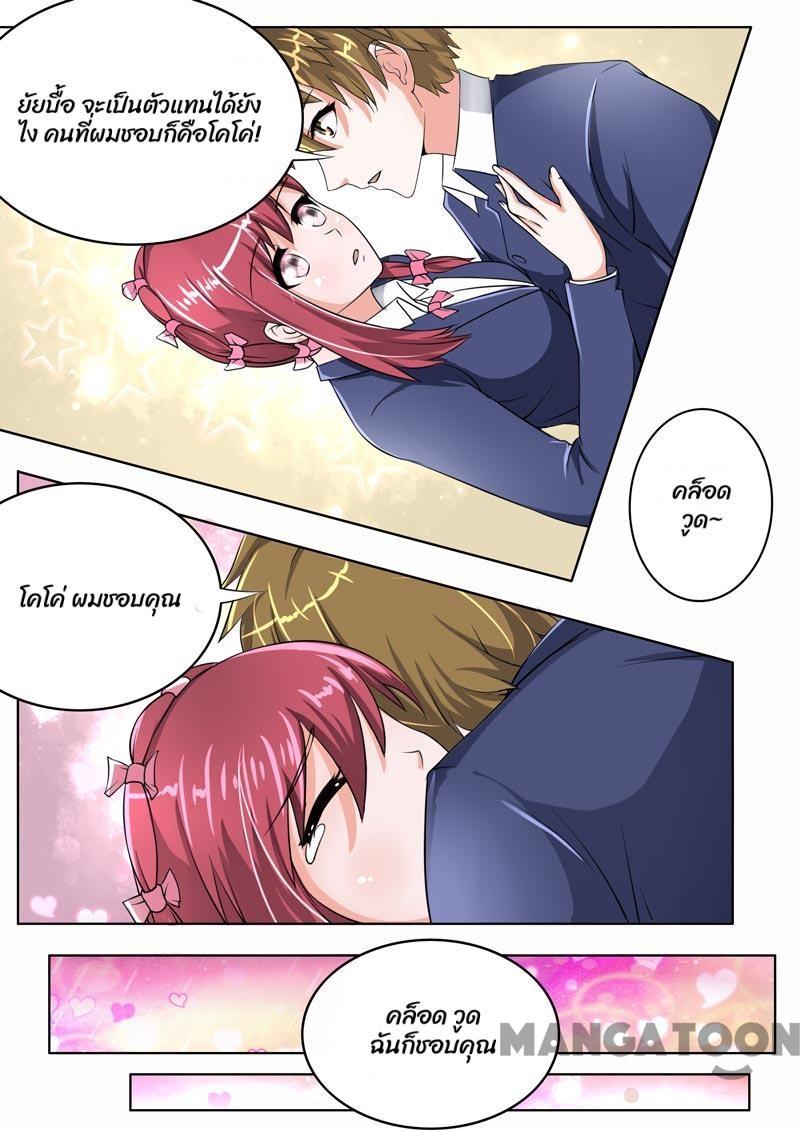 ยัยบื้อ จะเป็นตัวแทนได้ยัง
ไง คนที่ผมชอบก็คือโคโค่!
คล็อด
วูด~
โคโค่ ผมชอบคุณ
คล็อด วูด
ฉันก็ชอบคุณ
MANGATOON